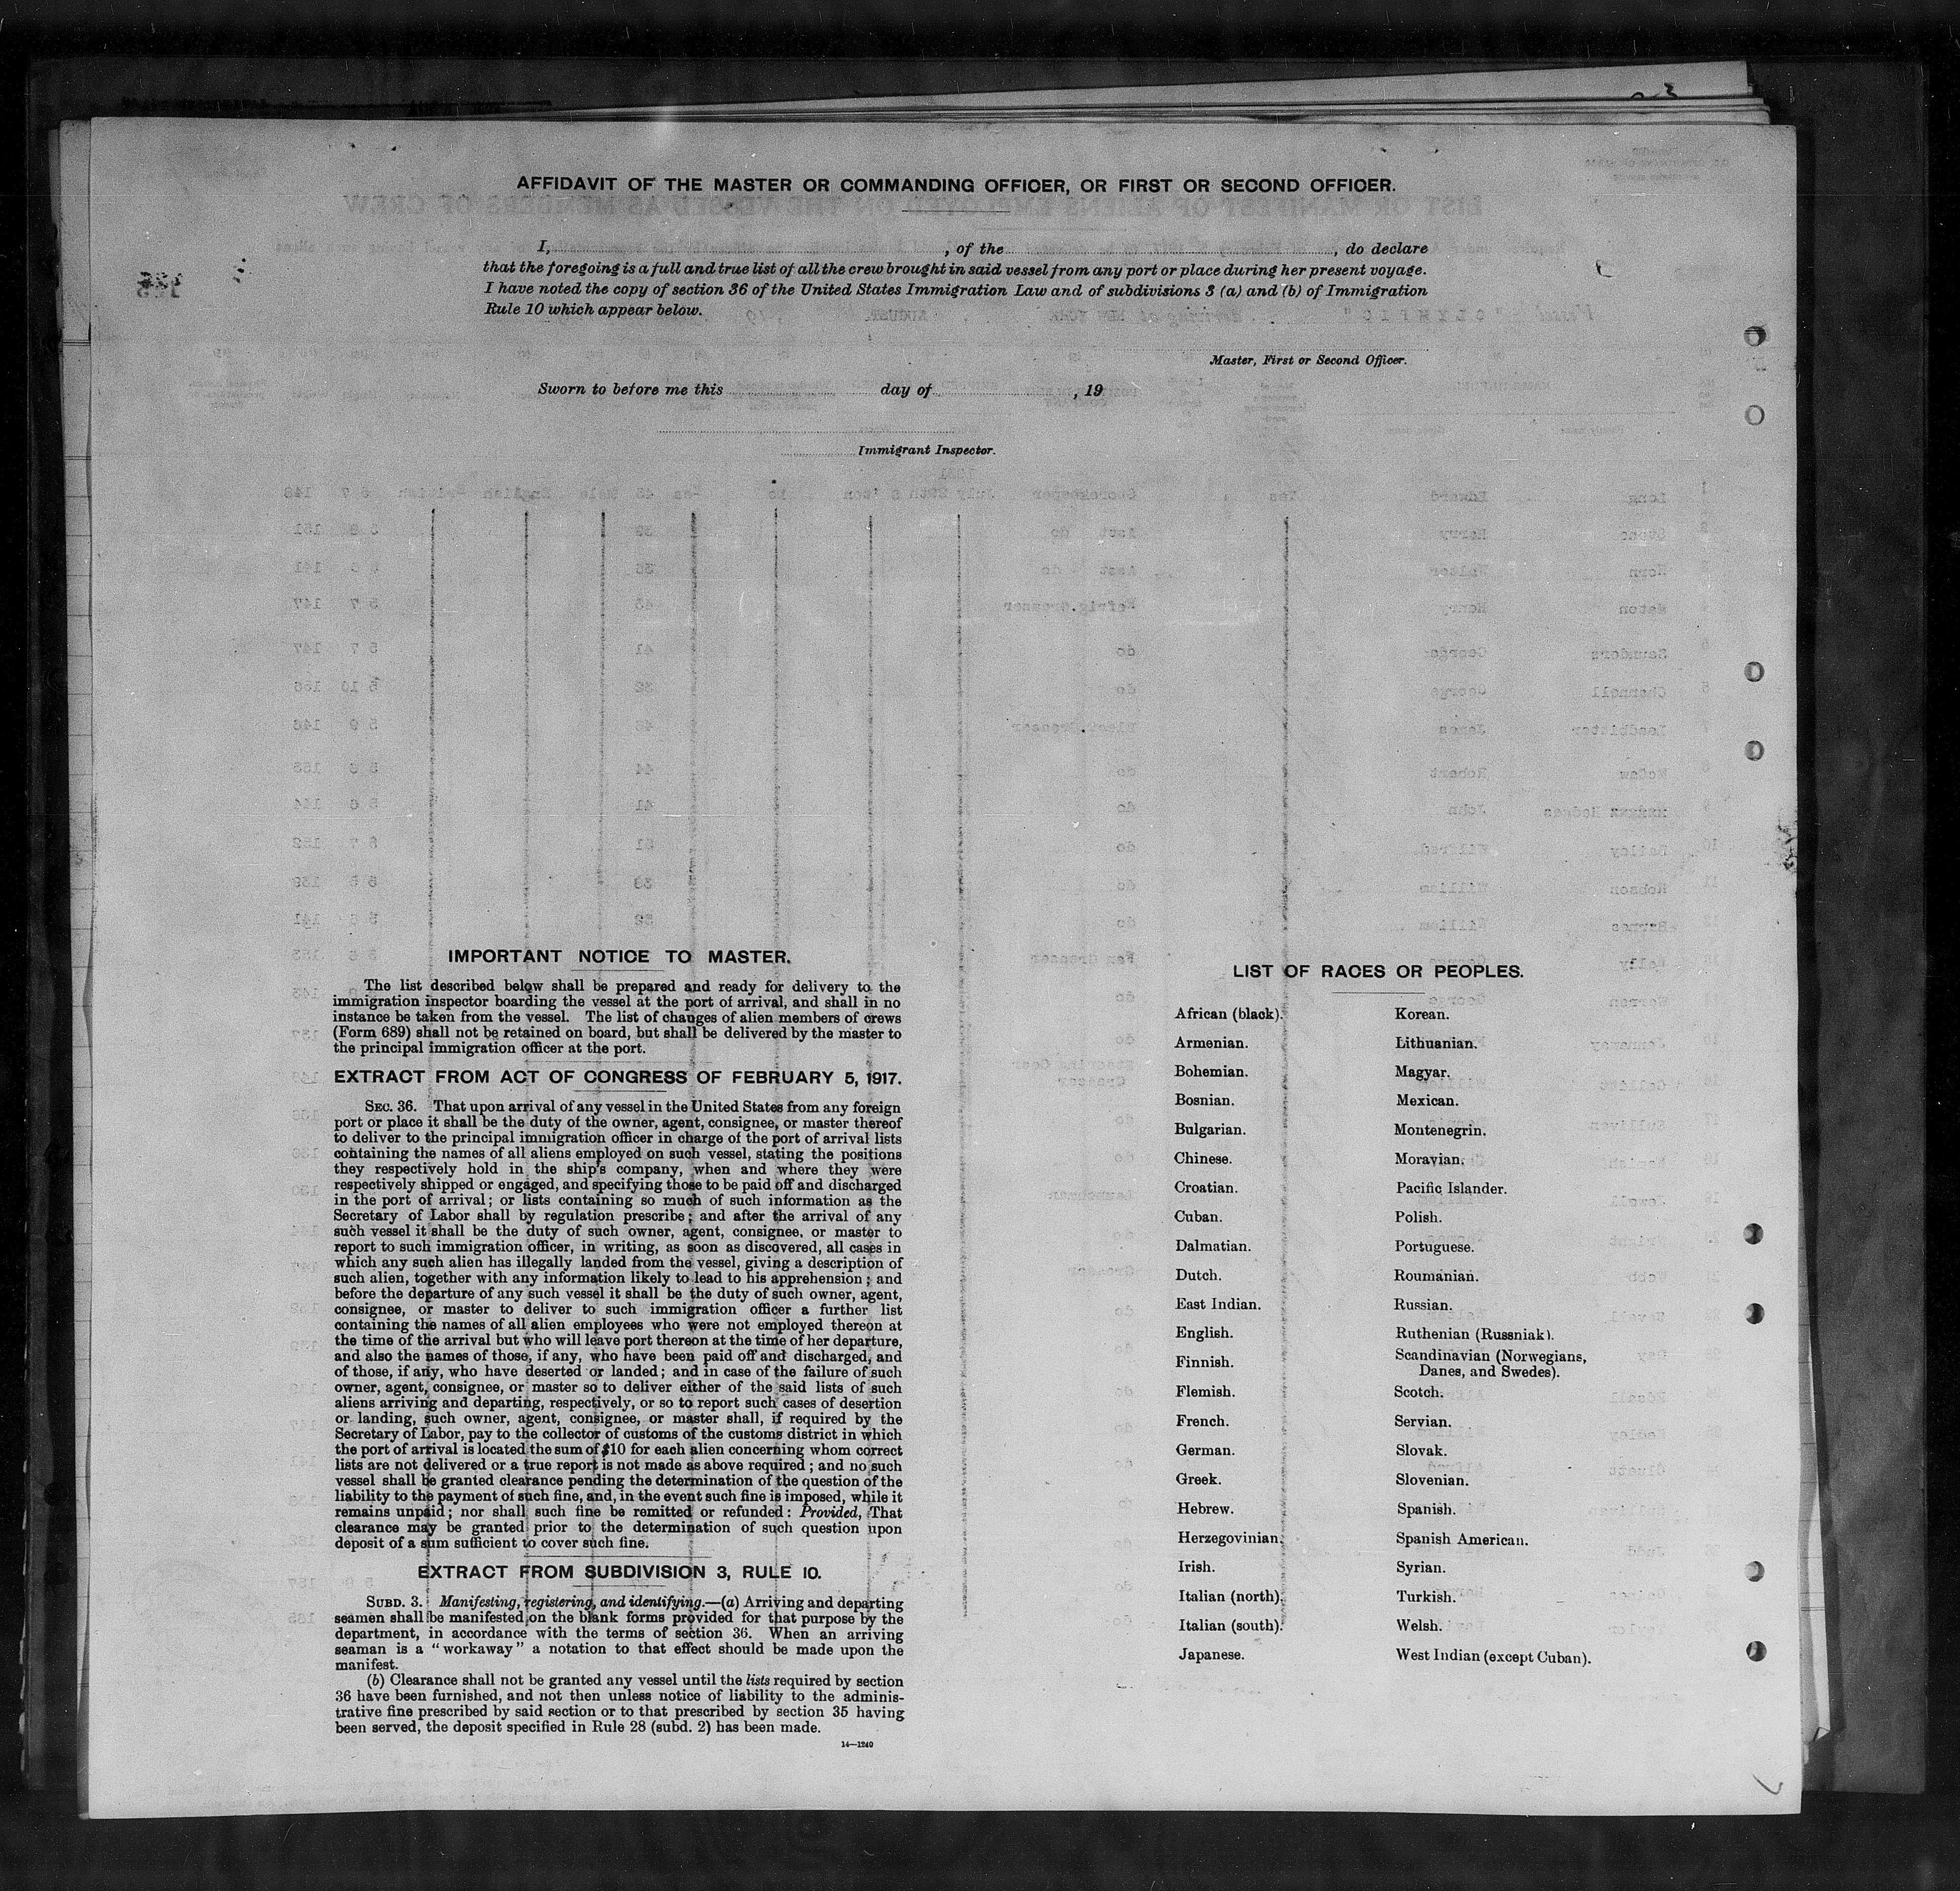 AFFIDAVIT OF THE MASTER OR COMMANDING OFFICER, OR FIRST OR SECOND OFFICER.
I, , of the , do declare
that the foregoing is a full and true list of all the crew brought in said vessel from any port or place during her present voyage.
I have noted the copy of section 36 of the United States Immigration Law and of subdivisions 3 (a) and (b) of Immigration
Rule 10 which appear below.
Master, First or Second Officer.
Sworn to before me this day of , 19
Immigrant Inspector.
IMPORTANT NOTICE TO MASTER.
The list described below shall be prepared and ready for delivery to the
immigration inspector boarding the vessel at the port of arrival, and shall in no
instance be taken from the vessel. The list of changes of alien members of crews
(Form 689) shall not be retained on board, but shall be delivered by the master to
the principal immigration officer at the port.
EXTRACT FROM ACT OF CONGRESS OF FEBRUARY 5, 1917.
SEC. 36. That upon arrival of any vessel in the United States from any foreign
port or place it shall be the duty of the owner, agent, consignee, or master thereof
to deliver to the principal immigration officer in charge of the port of arrival lists
containing the names of all aliens employed on such vessel, stating the positions
they respectively hold in the ship's company, when and where they were
respectively shipped or engaged, and specifying those to be paid off and discharged
in the port of arrival; or lists containing so much of such information as the
Secretary of Labor shall by regulation prescribe; and after the arrival of any
such vessel it shall be the duty of such owner, agent, consignee, or master to
report to such immigration officer, in writing, as soon as discovered, all cases in
which any such alien has illegally landed from the vessel, giving a description of
such alien, together with any information likely to lead to his apprehension; and
before the departure of any such vessel it shall be the duty of such owner, agent,
consignee, or master to deliver to such immigration officer a further list
containing the names of all alien employees who were not employed thereon at
the time of the arrival but who will leave port thereon at the time of her departure,
and also the names of those, if any, who have been paid off and discharged, and
of those, if any, who have deserted or landed; and in case of the failure of such
owner, agent, consignee, or master so to deliver either of the said lists of such
aliens arriving and departing, respectively, or so to report such cases of desertion
or landing, such owner, agent, consignee, or master shall, if required by the
Secretary of Labor, pay to the collector of customs of the customs district in which
the port of arrival is located the sum of $10 for each alien concerning whom correct
lists are not delivered or a true report is not made as above required; and no such
vessel shall be granted clearance pending the determination of the question of the
liability to the payment of such fine, and, in the event such fine is imposed, while it
remains unpaid; nor shall such fine be remitted or refunded: Provided, That
clearance may be granted prior to the determination of such question upon
deposit of a sum sufficient to cover such fine.
EXTRACT FROM SUBDIVISION 3, RULE 10.
SUBD. 3. Manifesting, registering, and identifying.—(a) Arriving and departing
seamen shall be manifested on the blank forms provided for that purpose by the
department, in accordance with the terms of section 36. When an arriving
seaman is a "workaway" a notation to that effect should be made upon the
manifest.
(b) Clearance shall not be granted any vessel until the lists required by section
36 have been furnished, and not then unless notice of liability to the adminis-
trative fine prescribed by said section or to that prescribed by section 35 having
been served, the deposit specified in Rule 28 (subd. 2) has been made.
14—1240
LIST OF RACES OR PEOPLES.
African (black).
Armenian.
Bohemian.
Bosnian.
Bulgarian.
Chinese.
Croatian.
Cuban.
Dalmatian.
Dutch.
East Indian.
English.
Finnish.
Flemish.
French.
German.
Greek.
Hebrew.
Herzegovinian.
Irish.
Italian (north).
Italian (south).
Japanese.
Korean.
Lithuanian.
Magyar.
Mexican.
Montenegrin.
Moravian.
Pacific Islander.
Polish.
Portuguese.
Roumanian.
Russian.
Ruthenian (Russniak).
Scandinavian (Norwegians,
Danes, and Swedes).
Scotch.
Servian.
Slovak.
Slovenian.
Spanish.
Spanish American.
Syrian.
Turkish.
Welsh.
West Indian (except Cuban).